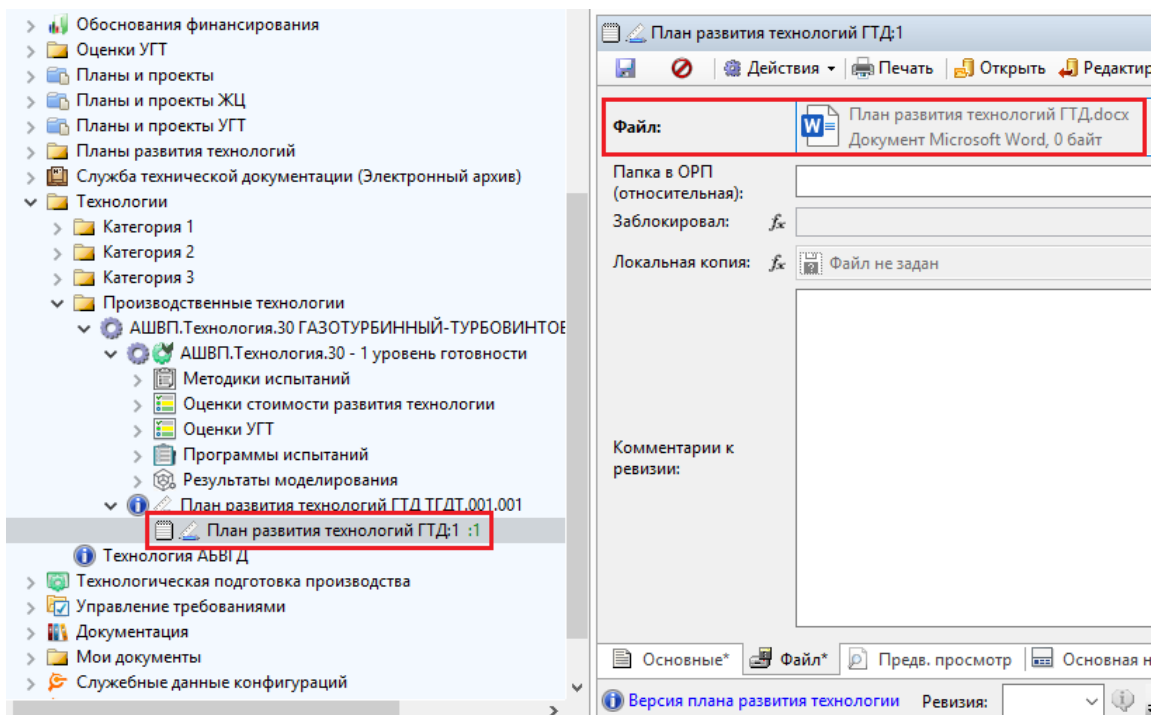 Обоснования финансирования
Оценки УГТ
Планы и проекты
Планы и проекты ЖЦ
Планы и проекты УГТ
Планы развития технологий
Служба технической документации (Электронный архив)
Технологии
Категория 1
Категория 2
Категория 3
Производственные технологии
АШВП.Технология.30 ГАЗОТУРБИННЫЙ-ТУРБОВИНТОВ
АШВП.Технология.30 - 1 уровень готовности
Методики испытаний
Оценки стоимости развития технологии
Оценки УГТ
Программы испытаний
Результаты моделирования
План развития технологий ГТД ТГДТ.001.001
План развития технологий ГТД:1 :1
Технология АБВГД
Технологическая подготовка производства
Управление требованиями
Документация
Мои документы
Служебные данные конфигураций
План развития технологий ГТД:1
Действия Печать Открыть Редактир
Файл:
План развития технологий ГТД.docx
Документ Microsoft Word, 0 байт
Папка в ОРП
(относительная):
Заблокировал: fx
Локальная копия: fx Файл не задан
Комментарии к
ревизии:
Основные* Файл* Предв. просмотр Основная н
Версия плана развития технологии Ревизия: